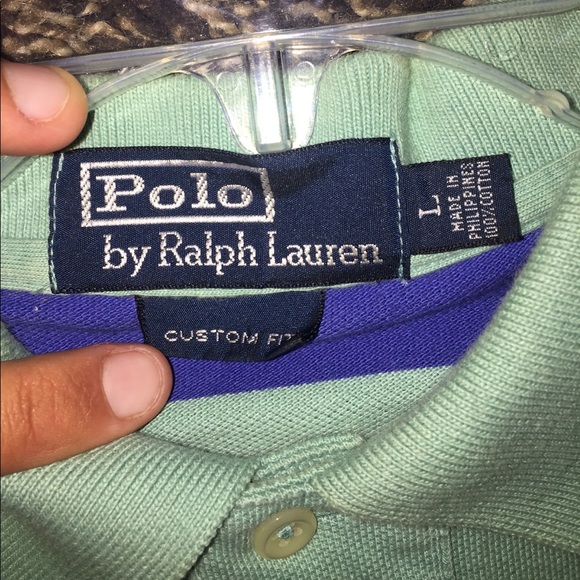 Polo
by Ralph Lauren
L
MADE IN
PHILIPPINES
100% COTTON
CUSTOM FIT